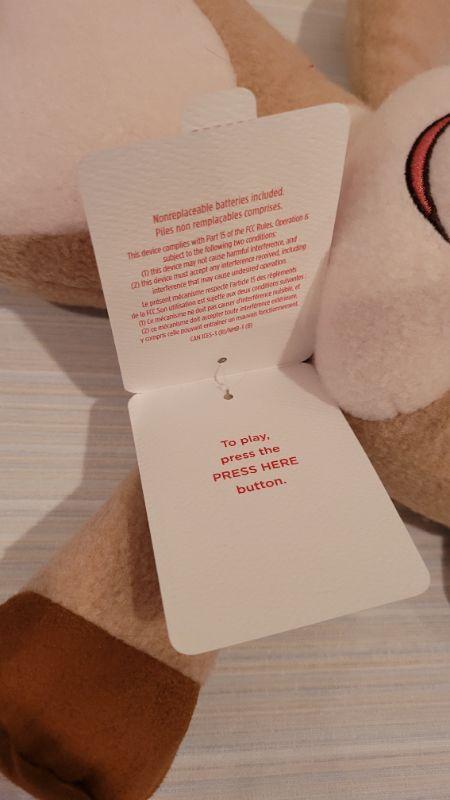 Nonreplaceable batteries included.
Piles non remplaçables comprises.
This device complies with Part 15 of the FCC Rules. Operation is
subject to the following two conditions:
(1) this device may not cause harmful interference, and
(2) this device must accept any interference received, including
interference that may cause undesired operation.
Le présent mécanisme respecte l'article 15 des règlements
de la FCC. Son utilisation est sujette aux deux conditions suivantes :
(1) Ce mécanisme ne doit pas causer d'interférence nuisible, et
(2) ce mécanisme doit accepter toute interférence extérieure,
y compris celle pouvant entraîner un mauvais fonctionnement.
CAN ICES-3 (B)/NMB-3 (B)
To play,
press the
PRESS HERE
button.